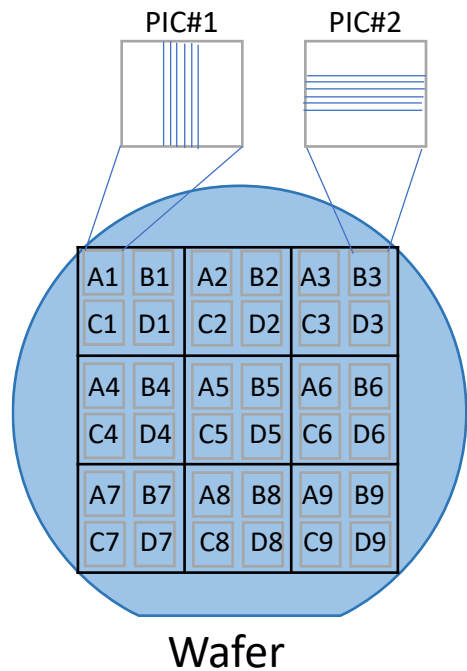 PIC#1 PIC#2
A1 B1 A2 B2 A3 B3
C1 D1 C2 D2 C3 D3
A4 B4 A5 B5 A6 B6
C4 D4 C5 D5 C6 D6
A7 B7 A8 B8 A9 B9
C7 D7 C8 D8 C9 D9
Wafer